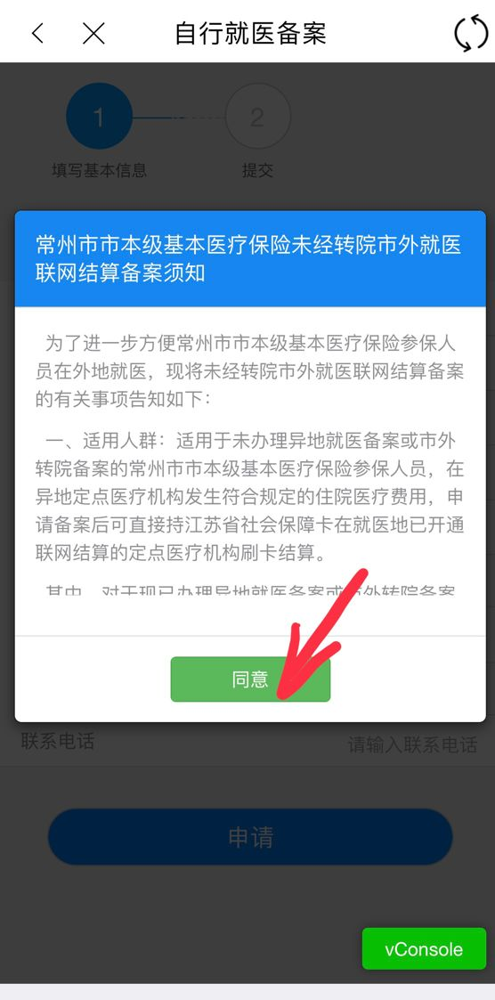 自行就医备案
1
2
填写基本信息
提交
常州市市本级基本医疗保险未经转院市外就医
联网结算备案须知
为了进一步方便常州市市本级基本医疗保险参保人
员在外地就医，现将未经转院市外就医联网结算备案
的有关事项告知如下：
一、适用人群：适用于未办理异地就医备案或市外
转院备案的常州市市本级基本医疗保险参保人员，在
异地定点医疗机构发生符合规定的住院医疗费用，申
请备案后可直接持江苏省社会保障卡在就医地已开通
联网结算的定点医疗机构刷卡结算。
其中，对于现已办理异地就医备案或市外转院备案
同意
联系电话
请输入联系电话
申请
vConsole